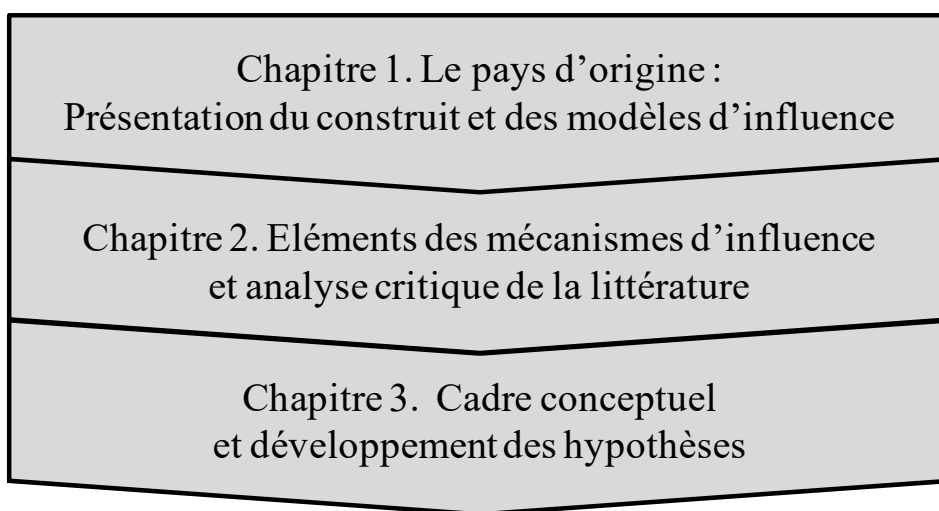 Chapitre 1. Le pays d’origine :
Présentation du construit et des modèles d’influence
Chapitre 2. Eléments des mécanismes d’influence
et analyse critique de la littérature
Chapitre 3. Cadre conceptuel
et développement des hypothèses